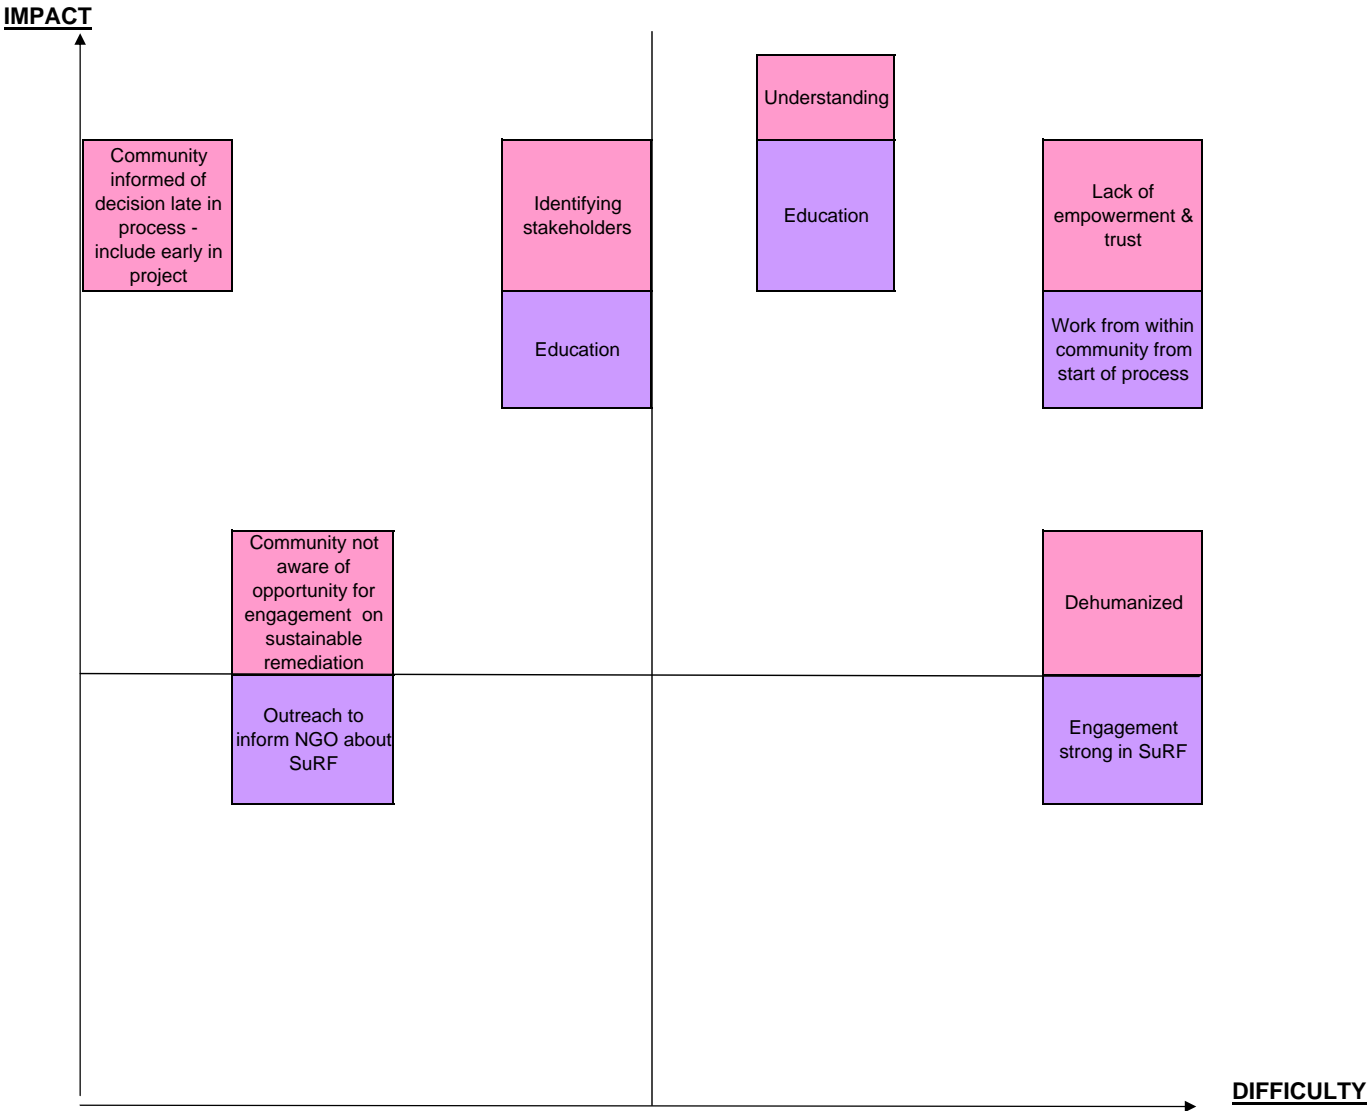 IMPACT
Understanding
Community
informed of
decision late in
process -
include early in
project
Identifying
stakeholders
Education
Lack of
empowerment &
trust
Education
Work from within
community from
start of process
Community not
aware of
opportunity for
engagement  on
sustainable
remediation
Dehumanized
Outreach to
inform NGO about
SuRF
Engagement
strong in SuRF
DIFFICULTY